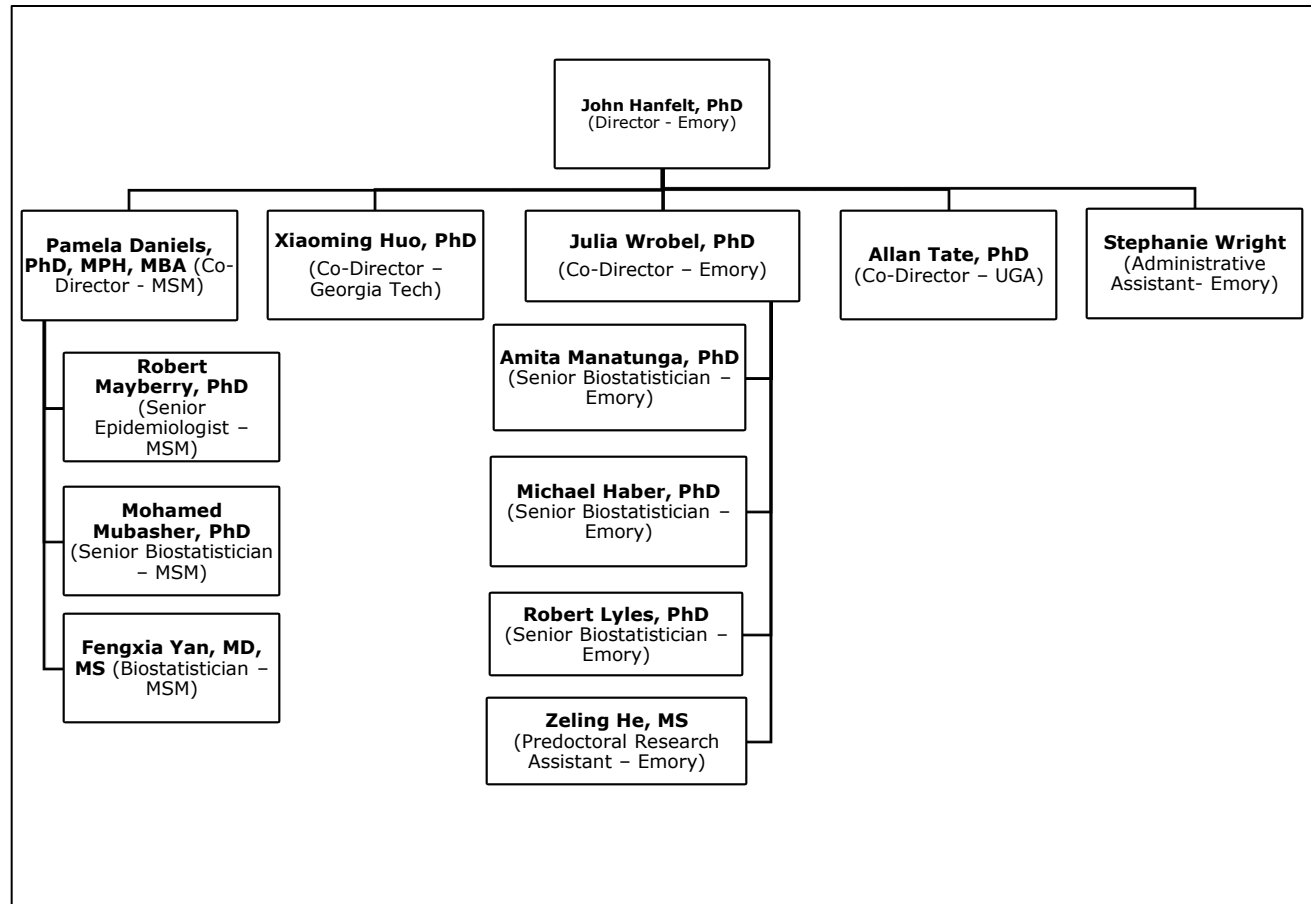 John Hanfelt, PhD
(Director - Emory)
Pamela Daniels,
PhD, MPH, MBA (Co-
Director - MSM)
Xiaoming Huo, PhD
(Co-Director –
Georgia Tech)
Julia Wrobel, PhD
(Co-Director – Emory)
Allan Tate, PhD
(Co-Director – UGA)
Stephanie Wright
(Administrative
Assistant- Emory)
Robert
Mayberry, PhD
(Senior
Epidemiologist –
MSM)
Mohamed
Mubasher, PhD
(Senior Biostatistician
– MSM)
Fengxia Yan, MD,
MS (Biostatistician –
MSM)
Amita Manatunga, PhD
(Senior Biostatistician –
Emory)
Michael Haber, PhD
(Senior Biostatistician –
Emory)
Robert Lyles, PhD
(Senior Biostatistician –
Emory)
Zeling He, MS
(Predoctoral Research
Assistant – Emory)